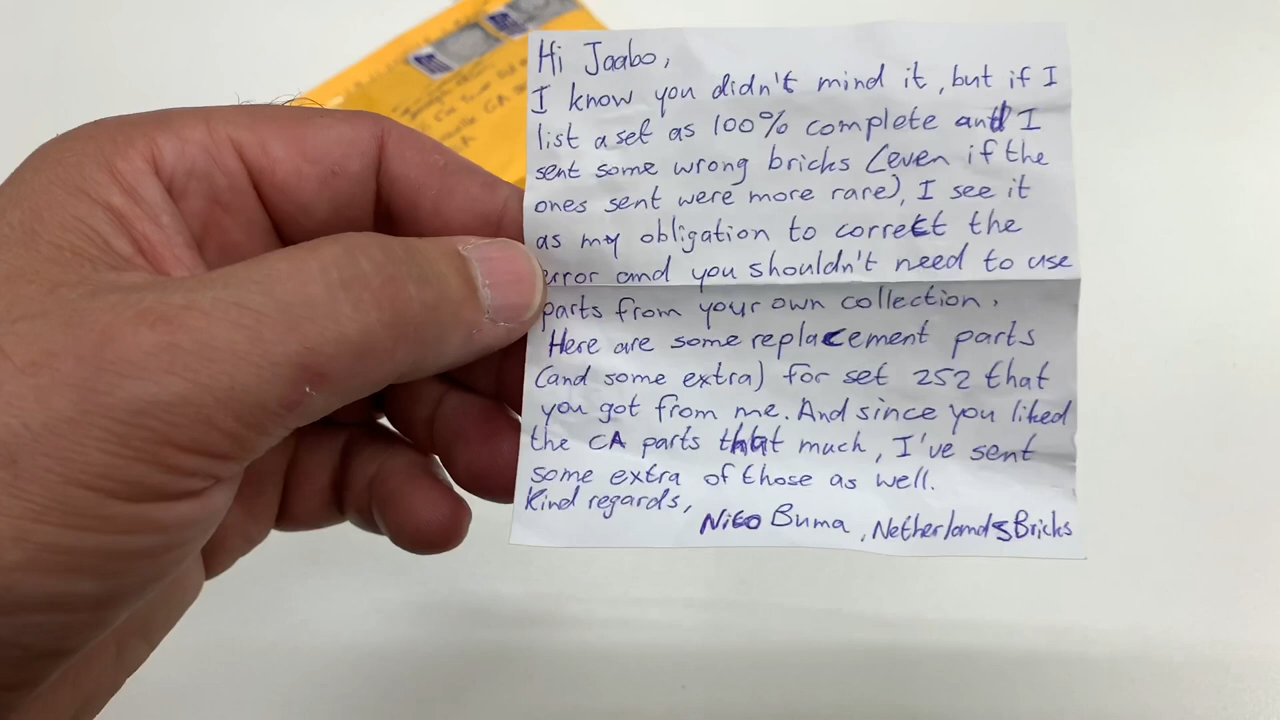 Hi Jaabo,
I know you didn't mind it, but if I
list a set as 100% complete and I
sent some wrong bricks (even if the
ones sent were more rare), I see it
as my obligation to correct the
error and you shouldn't need to use
parts from your own collection.
Here are some replacement parts
(and some extra) for set 252 that
you got from me. And since you liked
the CA parts that much, I've sent
some extra of those as well.
Kind regards,
Nico Buma, NetherlandsBricks